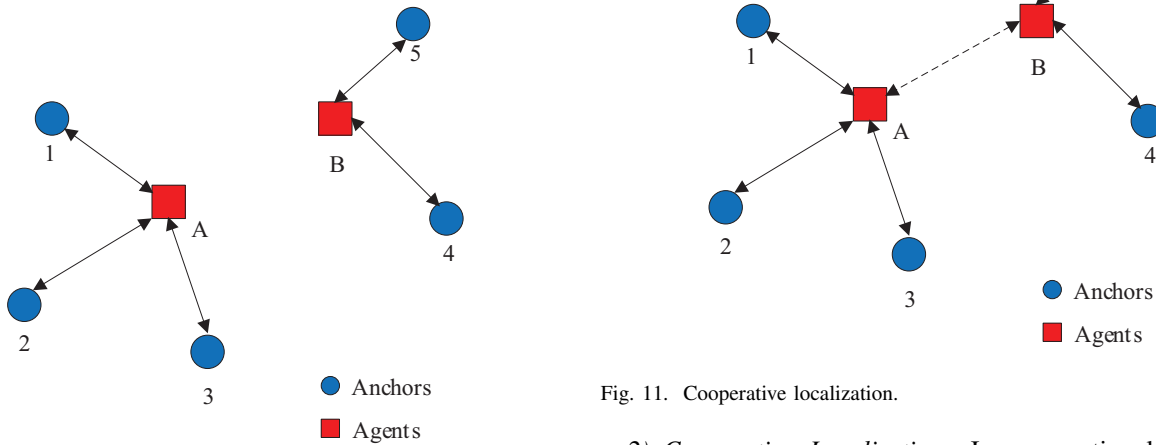 5
1
B
A
4
2
3
Anchors
Agents
1
B
A
4
2
3
Anchors
Agents
Fig. 11. Cooperative localization.